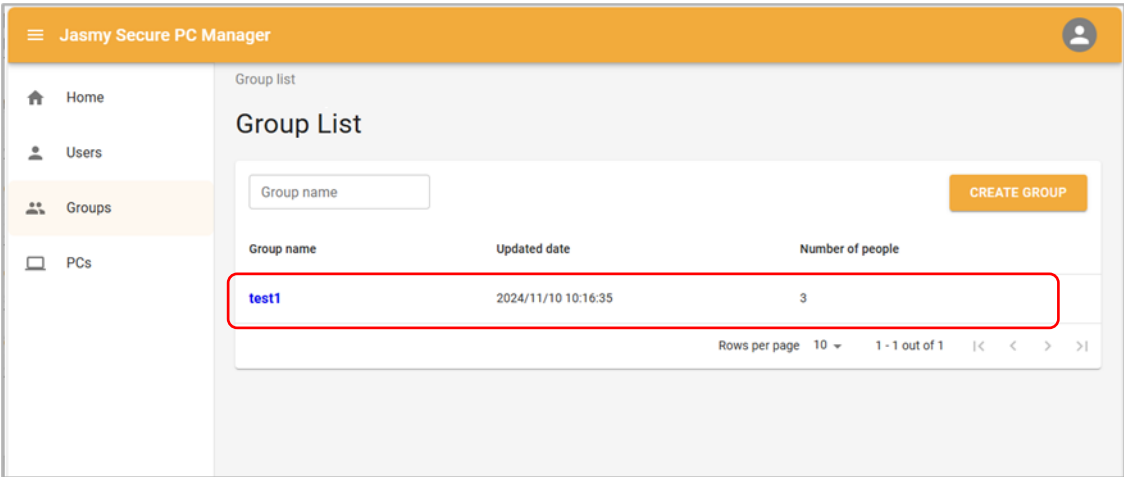 Jasmy Secure PC Manager
Home
Users
Groups
PCs
Group list
Group List
Group name
CREATE GROUP
Group name Updated date Number of people
test1 2024/11/10 10:16:35 3
Rows per page 10 1 - 1 out of 1